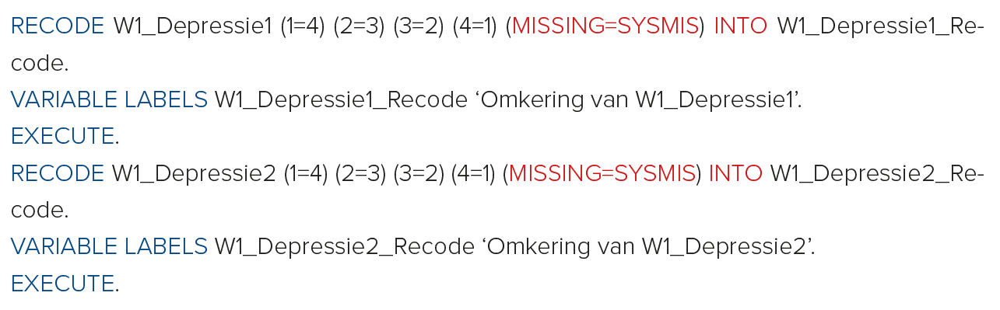 RECODE W1_Depressie1 (1=4) (2=3) (3=2) (4=1) (MISSING=SYSMIS) INTO W1_Depressie1_Re-
code.
VARIABLE LABELS W1_Depressie1_Recode ‘Omkering van W1_Depressie1’.
EXECUTE.
RECODE W1_Depressie2 (1=4) (2=3) (3=2) (4=1) (MISSING=SYSMIS) INTO W1_Depressie2_Re-
code.
VARIABLE LABELS W1_Depressie2_Recode ‘Omkering van W1_Depressie2’.
EXECUTE.